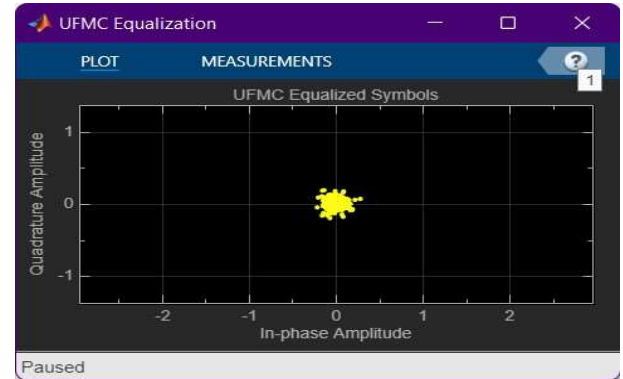 UFMC Equalization
PLOT MEASUREMENTS ?
1
UFMC Equalized Symbols
Quadrature Amplitude
1
0
-1
-2 -1 0 1 2
In-phase Amplitude
Paused